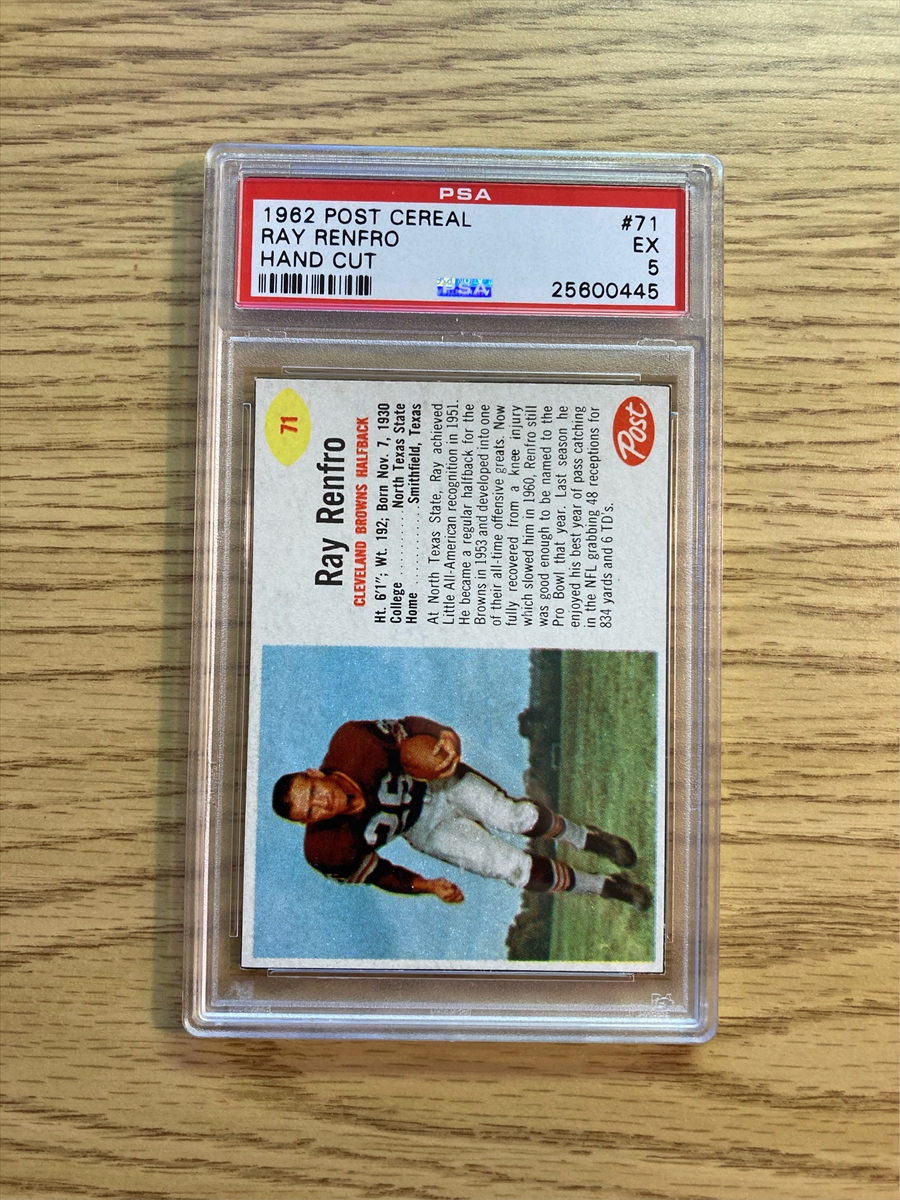 PSA
1962 POST CEREAL #71
RAY RENFRO EX
HAND CUT 5
PSA 25600445
71
Ray Renfro
CLEVELAND BROWNS HALFBACK
Ht. 6'1"; Wt. 192; Born Nov. 7, 1930
College .......... North Texas State
Home ............. Smithfield, Texas
At North Texas State, Ray achieved
Little All-American recognition in 1951.
He became a regular halfback for the
Browns in 1953 and developed into one
of their all-time offensive greats. Now
fully recovered from a knee injury
which slowed him in 1960, Renfro still
was good enough to be named to the
Pro Bowl that year. Last season he
enjoyed his best year of pass catching
in the NFL grabbing 48 receptions for
834 yards and 6 TD's.
Post
26